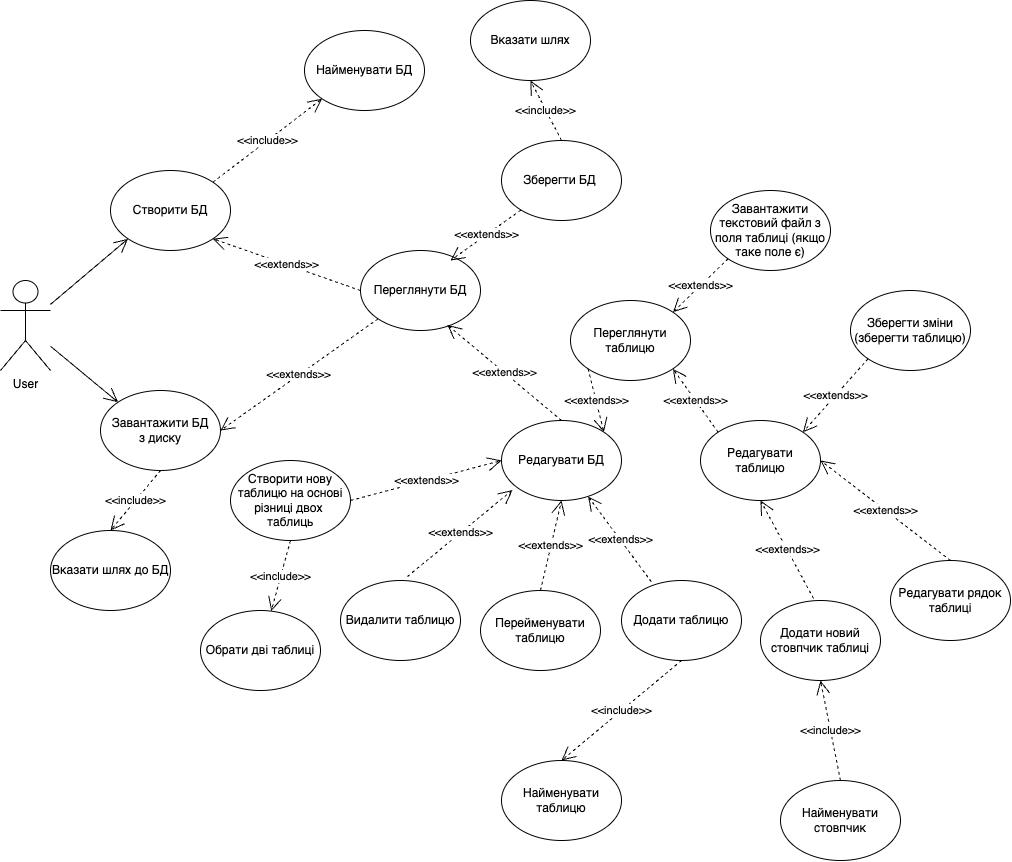 Вказати шлях
Найменувати БД
<<include>>
<<include>>
Зберегти БД
Створити БД
<<extends>>
<<extends>>
Завантажити
текстовий файл з
поля таблиці (якщо
таке поле є)
Переглянути БД
<<extends>>
User
Переглянути
таблицю
Зберегти зміни
(зберегти таблицю)
<<extends>>
<<extends>>
<<extends>>
<<extends>>
<<extends>>
Завантажити БД
з диску
Редагувати БД
Редагувати
таблицю
Створити нову
таблицю на основі
різниці двох
таблиць
<<extends>>
<<include>>
<<extends>>
<<extends>>
<<extends>>
<<extends>>
<<extends>>
Вказати шлях до БД
<<include>>
Видалити таблицю
Перейменувати
таблицю
Додати таблицю
Додати новий
стовпчик таблиці
Редагувати рядок
таблиці
Обрати дві таблиці
<<include>>
<<include>>
Найменувати
таблицю
Найменувати
стовпчик